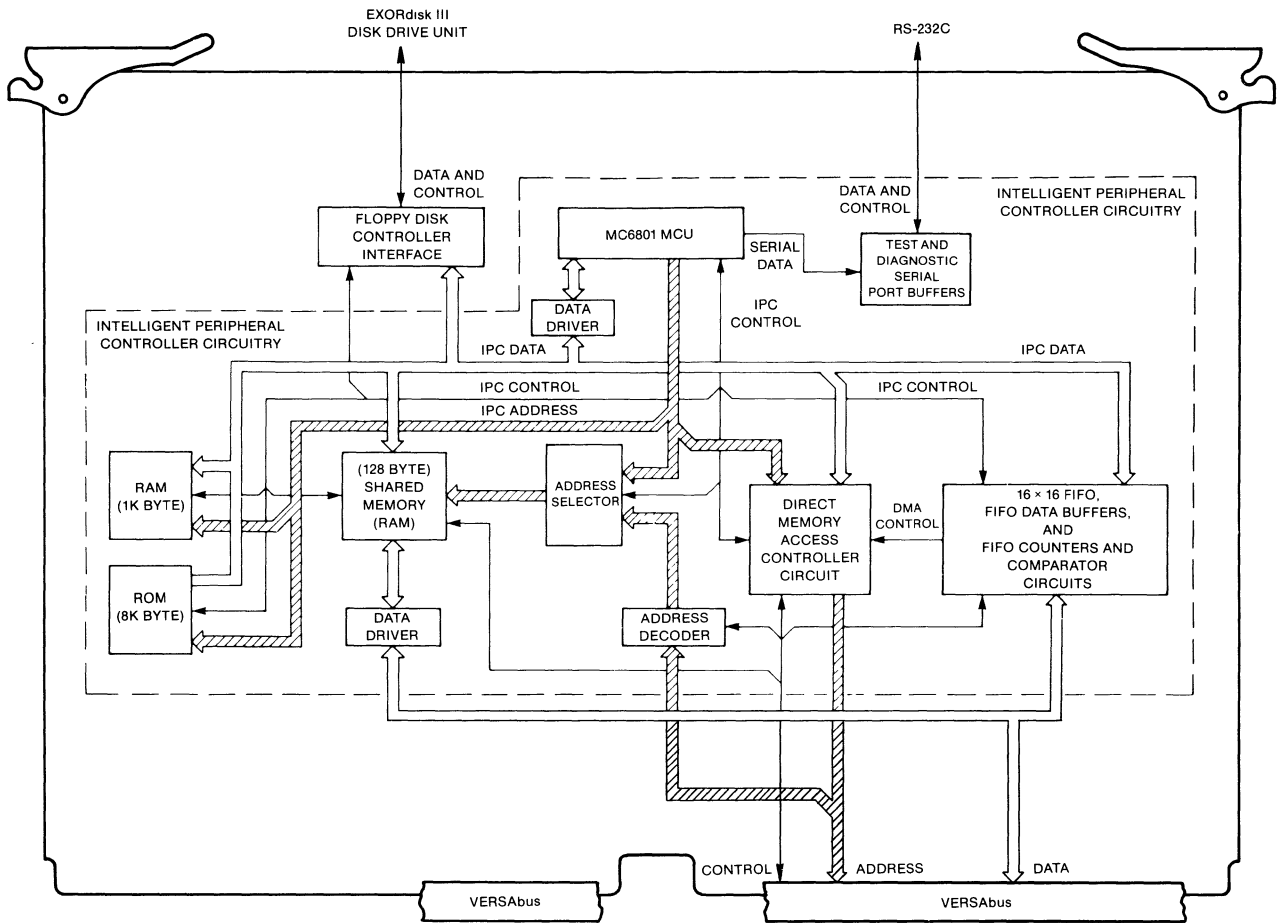 EXORdisk III
DISK DRIVE UNIT
RS-232C
DATA AND
CONTROL
DATA AND
CONTROL
INTELLIGENT PERIPHERAL
CONTROLLER CIRCUITRY
FLOPPY DISK
CONTROLLER
INTERFACE
MC6801 MCU
SERIAL
DATA
TEST AND
DIAGNOSTIC
SERIAL
PORT BUFFERS
DATA
DRIVER
IPC
CONTROL
INTELLIGENT PERIPHERAL
CONTROLLER CIRCUITRY
IPC DATA
IPC DATA
IPC CONTROL
IPC CONTROL
IPC ADDRESS
RAM
(1K BYTE)
(128 BYTE)
SHARED
MEMORY
(RAM)
ADDRESS
SELECTOR
DIRECT
MEMORY
ACCESS
CONTROLLER
CIRCUIT
DMA
CONTROL
16 × 16 FIFO,
FIFO DATA BUFFERS,
AND
FIFO COUNTERS AND
COMPARATOR
CIRCUITS
ROM
(8K BYTE)
DATA
DRIVER
ADDRESS
DECODER
CONTROL
ADDRESS
DATA
VERSAbus
VERSAbus